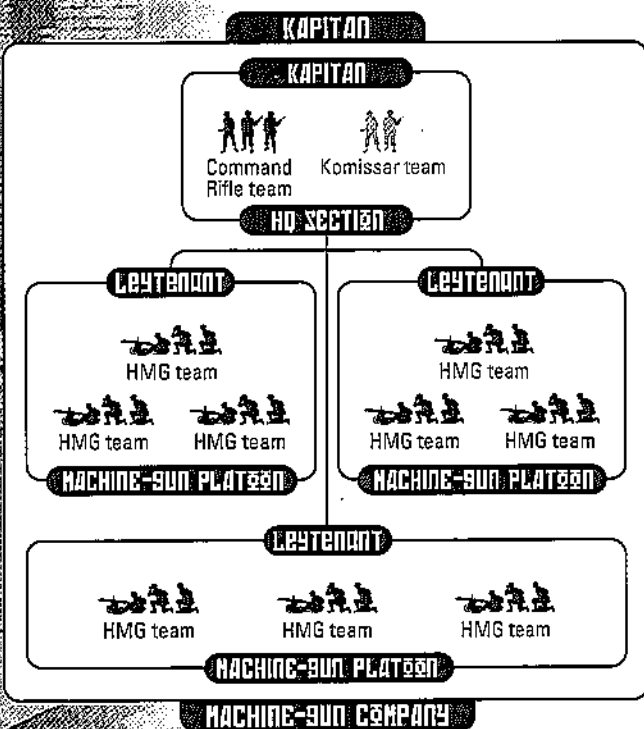 KAPITAN
KAPITAN
Command Rifle team
Komissar team
HQ SECTION
LEYTENANT
LEYTENANT
HMG team
HMG team
HMG team
HMG team
HMG team
HMG team
MACHINE-GUN PLATOON
MACHINE-GUN PLATOON
LEYTENANT
HMG team
HMG team
HMG team
MACHINE-GUN PLATOON
MACHINE-GUN COMPANY